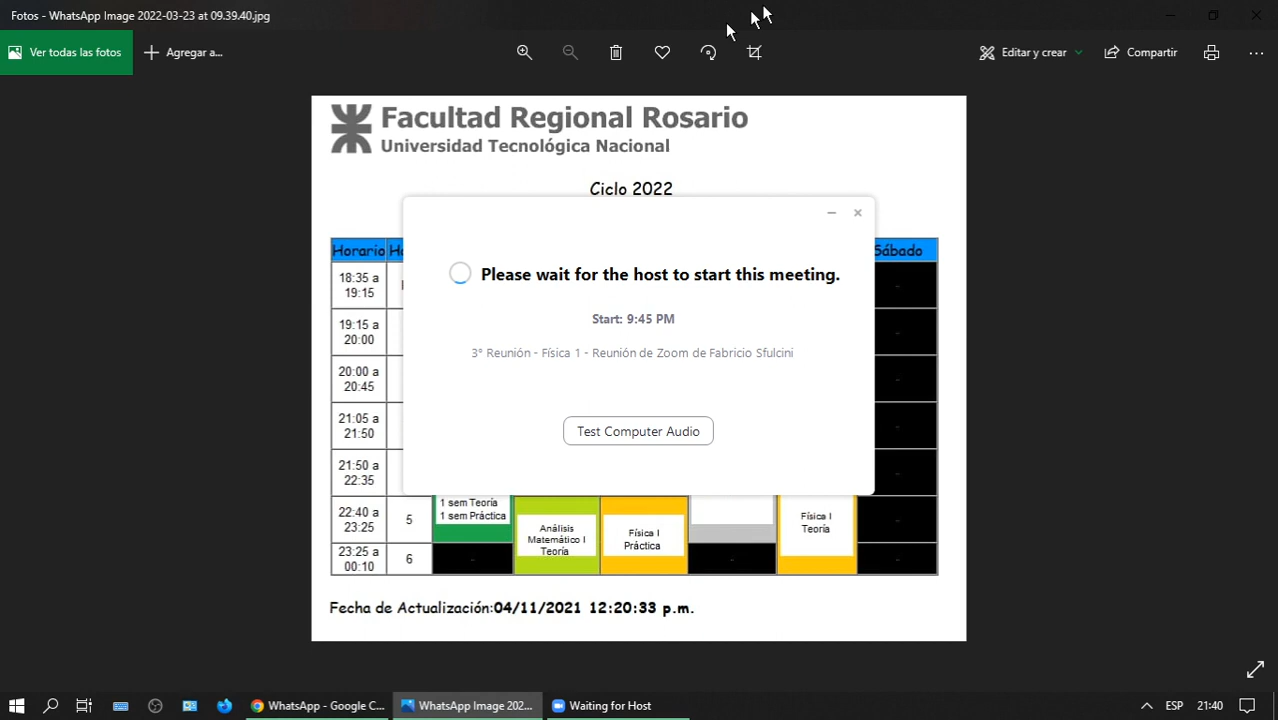 Fotos - WhatsApp Image 2022-03-23 at 09.39.40.jpg
Ver todas las fotos
Agregar a...
Editar y crear
Compartir
Facultad Regional Rosario
Universidad Tecnológica Nacional
Ciclo 2022
Horario
Sábado
18:35 a
19:15
19:15 a
20:00
20:00 a
20:45
21:05 a
21:50
21:50 a
22:35
Please wait for the host to start this meeting.
Start: 9:45 PM
3° Reunión - Física 1 - Reunión de Zoom de Fabricio Sfulcini
Test Computer Audio
22:40 a
23:25
5
1 sem Teoría
1 sem Práctica
Análisis
Matemático I
Teoría
Física I
Práctica
Física I
Teoría
23:25 a
00:10
6
Fecha de Actualización:04/11/2021 12:20:33 p.m.
WhatsApp - Google C...
WhatsApp Image 202...
Waiting for Host
ESP
21:40